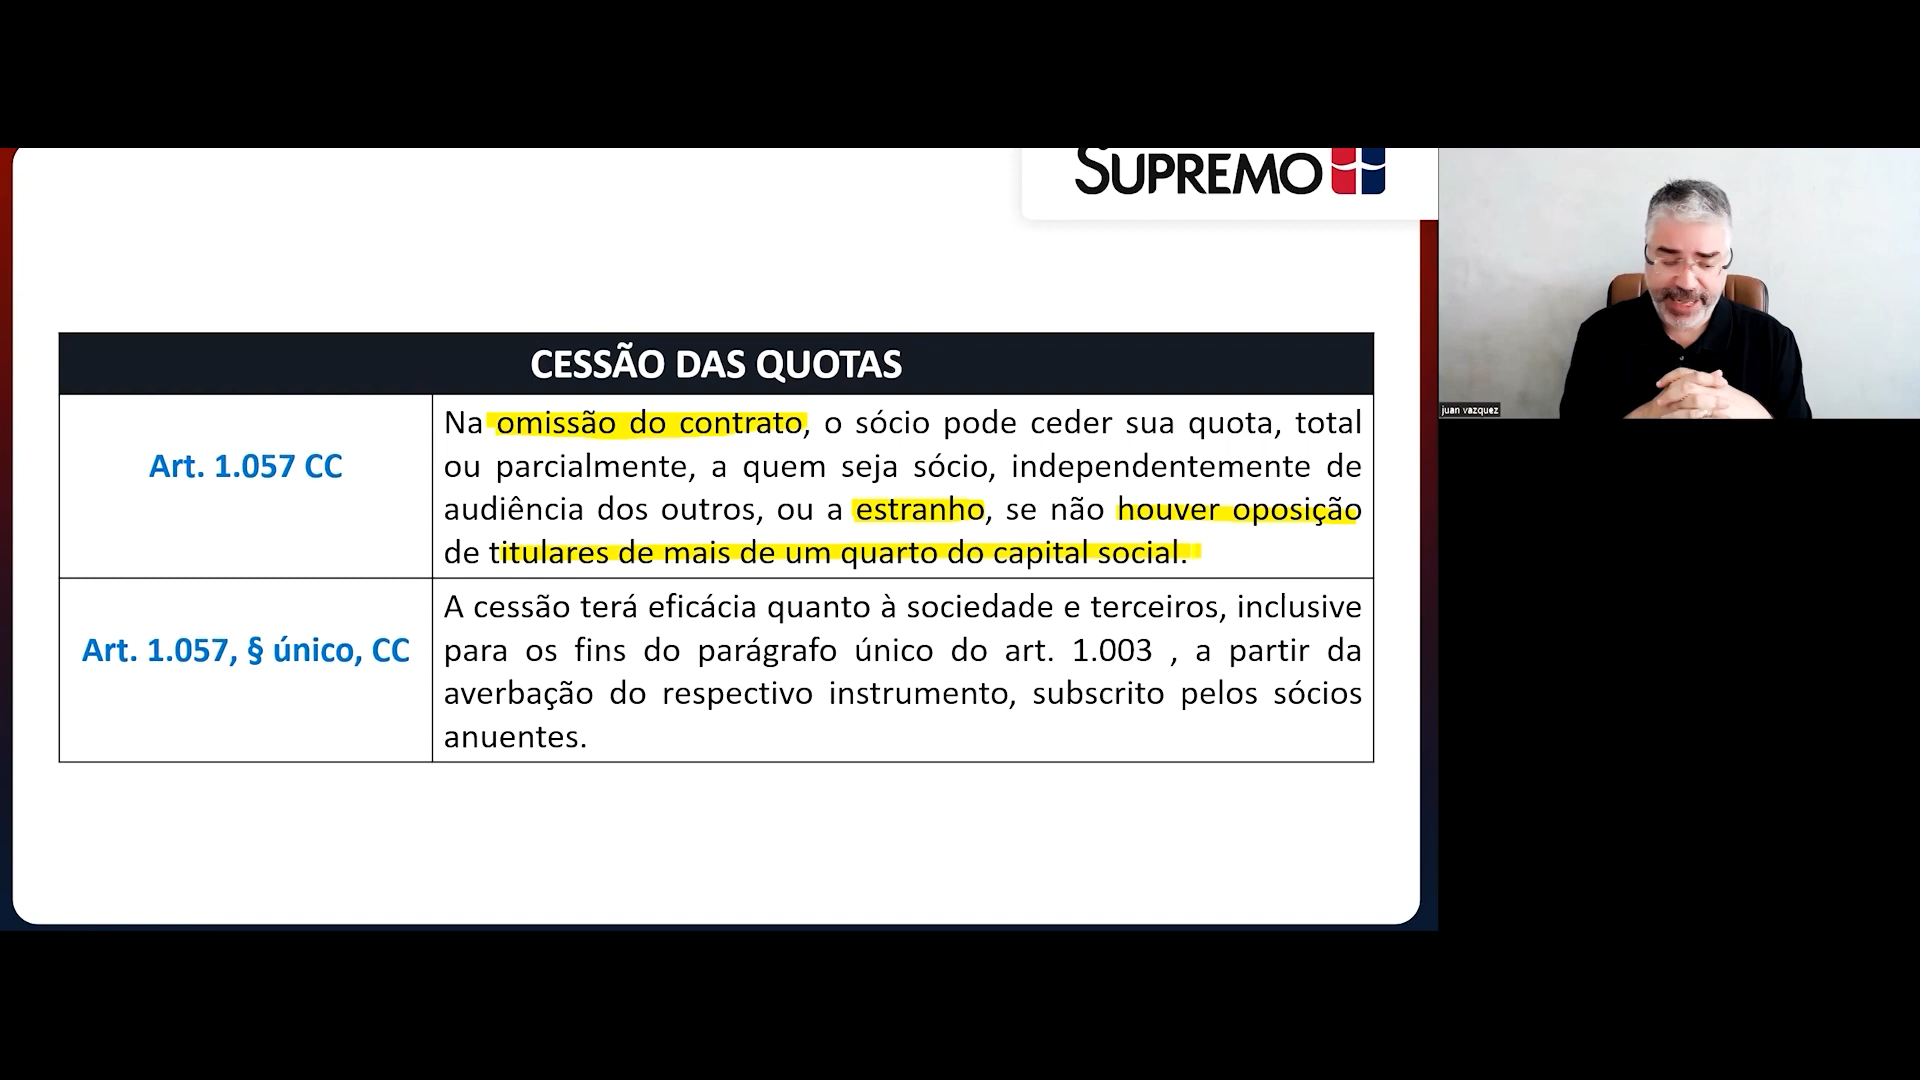 SUPREMO
CESSÃO DAS QUOTAS
Art. 1.057 CC
Na omissão do contrato, o sócio pode ceder sua quota, total
ou parcialmente, a quem seja sócio, independentemente de
audiência dos outros, ou a estranho, se não houver oposição
de titulares de mais de um quarto do capital social.
Art. 1.057, § único, CC
A cessão terá eficácia quanto à sociedade e terceiros, inclusive
para os fins do parágrafo único do art. 1.003 , a partir da
averbação do respectivo instrumento, subscrito pelos sócios
anuentes.
juan vazquez